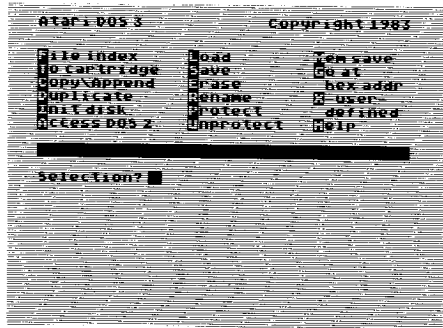 Atari DOS 3 Copyright 1983
File index Load Mem save
To cartridge Save Go at
Copy\Append Erase hex addr
Duplicate Rename X -user-
Init disk Protect defined
Access DOS 2 Unprotect Help
Selection?